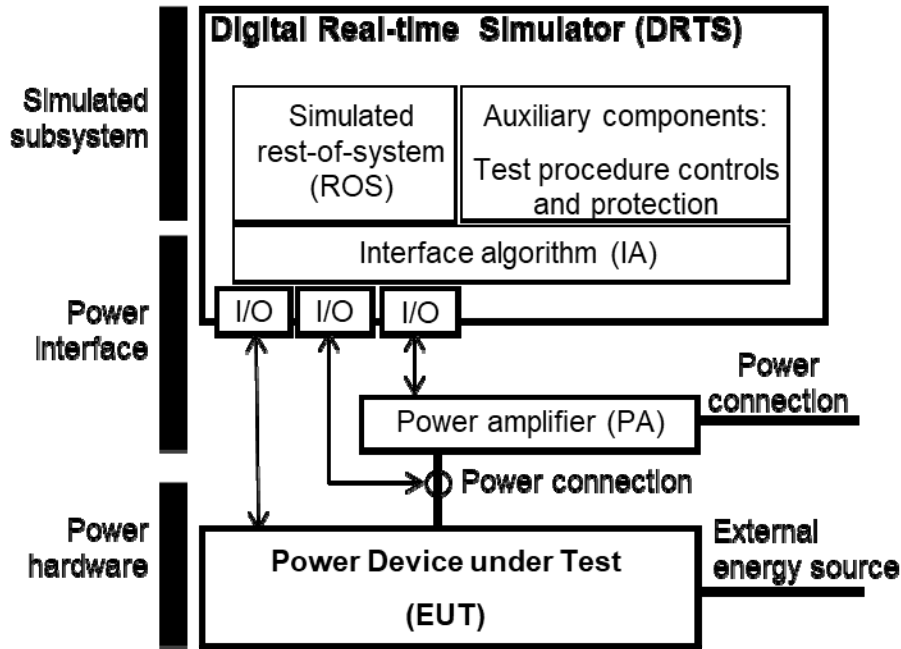 Digital Real-time Simulator (DRTS)
Simulated
subsystem
Simulated
rest-of-system
(ROS)
Auxiliary components:
Test procedure controls
and protection
Interface algorithm (IA)
Power
Interface
I/O
I/O
I/O
Power
connection
Power amplifier (PA)
Power connection
Power
hardware
Power Device under Test
(EUT)
External
energy source